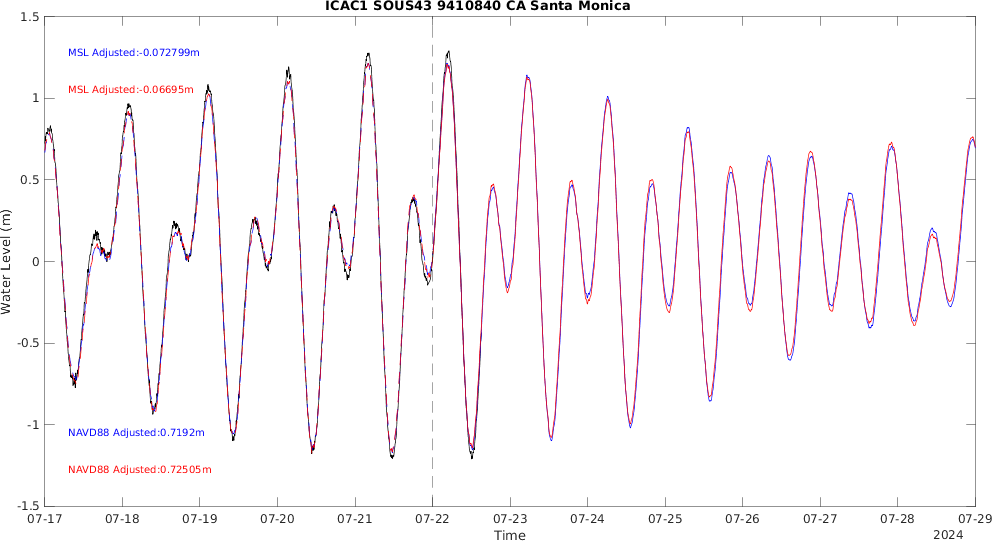 ICAC1 SOUS43 9410840 CA Santa Monica
1.5
1
0.5
0
-0.5
-1
-1.5
Water Level (m)
MSL Adjusted:-0.072799m
MSL Adjusted:-0.06695m
NAVD88 Adjusted:0.7192m
NAVD88 Adjusted:0.72505m
07-17 07-18 07-19 07-20 07-21 07-22 07-23 07-24 07-25 07-26 07-27 07-28 07-29
Time
2024